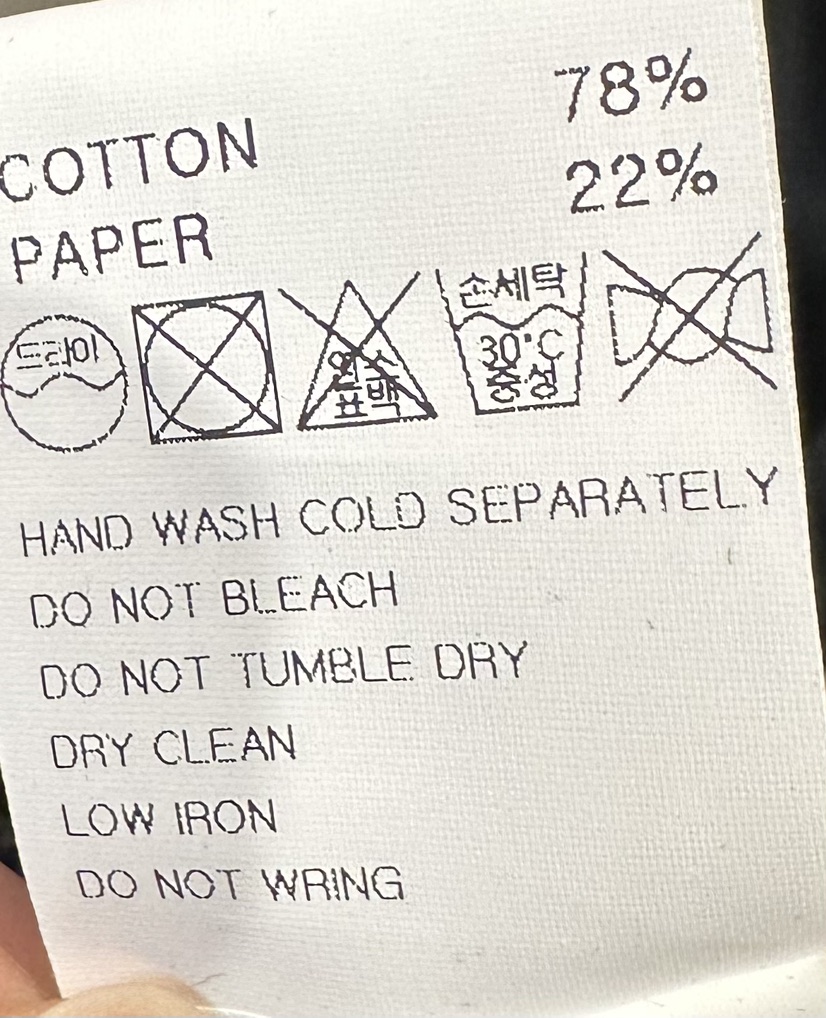 COTTON 78%
PAPER 22%
드라이
염소
표백
손세탁
30°C
중성
HAND WASH COLD SEPARATELY
DO NOT BLEACH
DO NOT TUMBLE DRY
DRY CLEAN
LOW IRON
DO NOT WRING